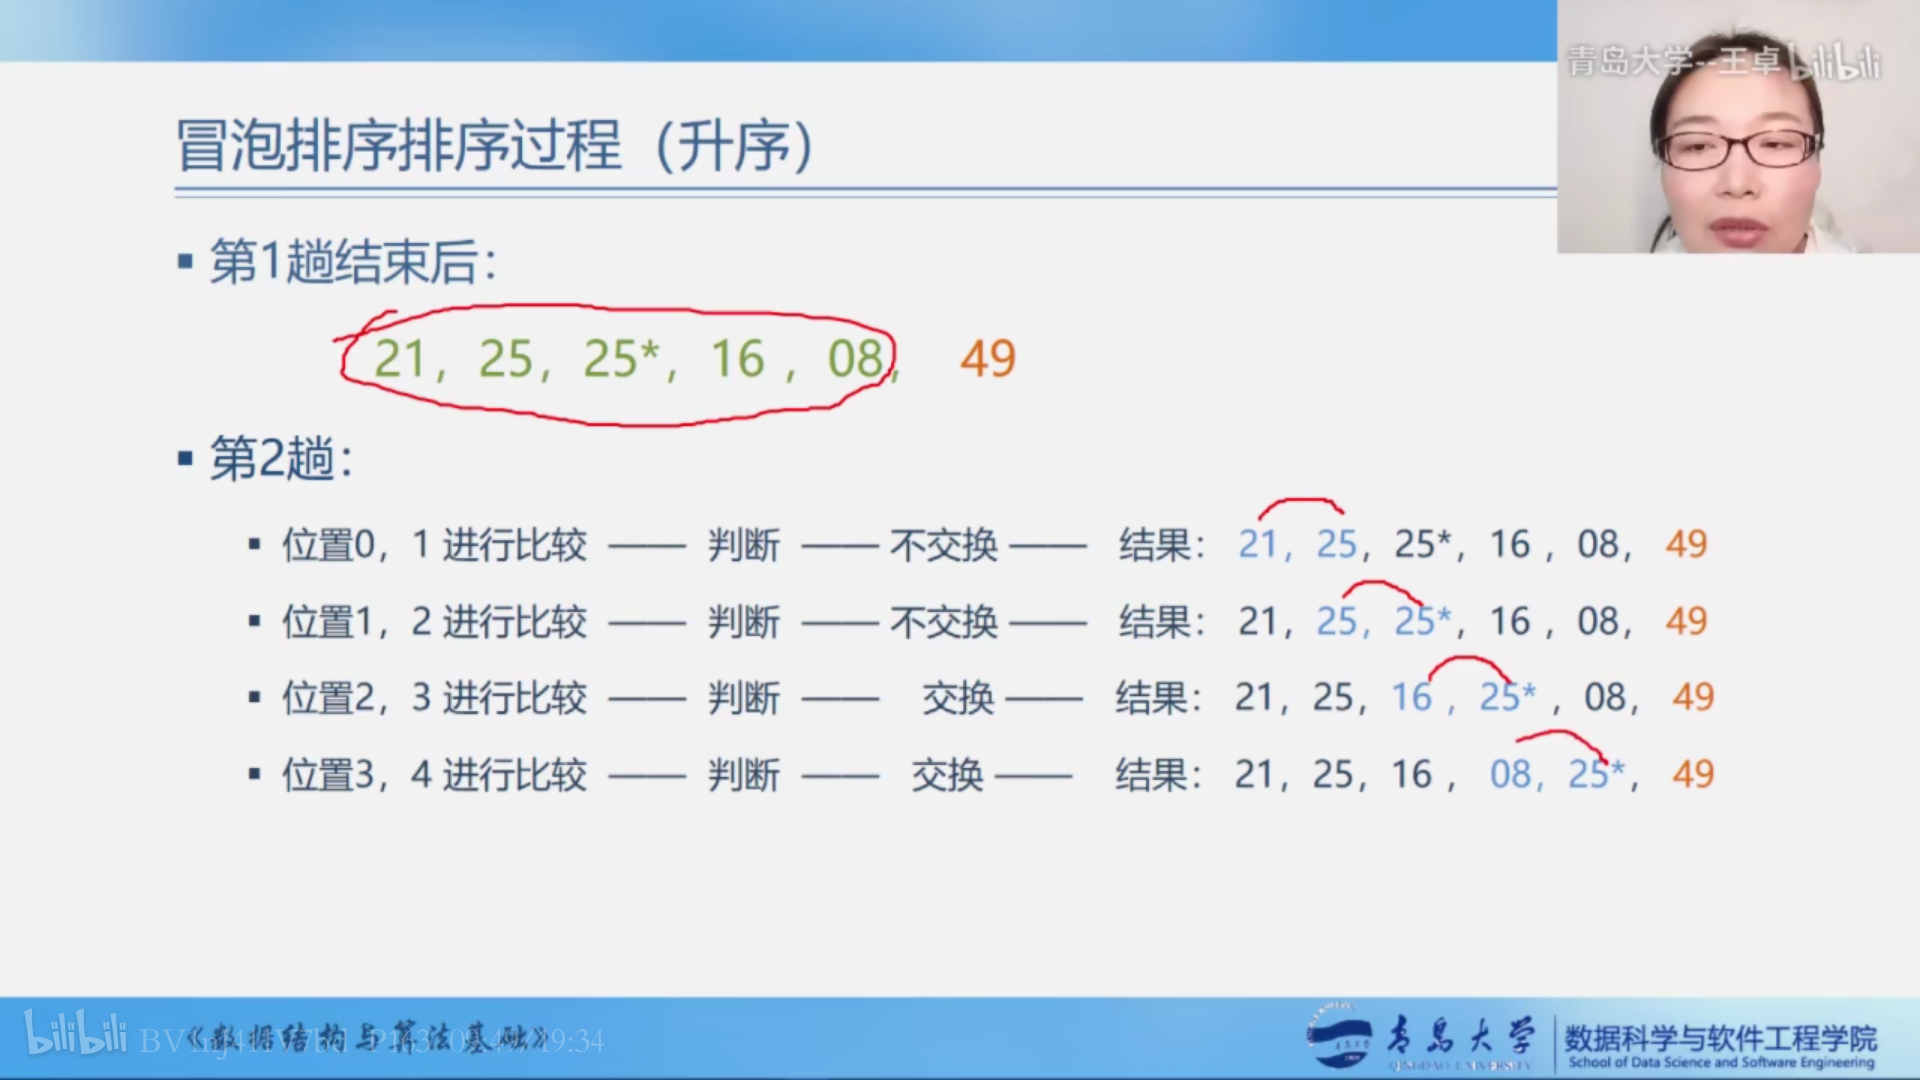 青岛大学--王卓 bilibili
冒泡排序排序过程（升序）
▪ 第1趟结束后：
21，25，25*，16，08， 49
▪ 第2趟：
▪ 位置0，1 进行比较 —— 判断 —— 不交换 —— 结果： 21，25，25*，16，08， 49
▪ 位置1，2 进行比较 —— 判断 —— 不交换 —— 结果： 21，25，25*，16，08， 49
▪ 位置2，3 进行比较 —— 判断 —— 交换 —— 结果： 21，25，16，25*，08， 49
▪ 位置3，4 进行比较 —— 判断 —— 交换 —— 结果： 21，25，16，08，25*， 49
bilibili
《数据结构与算法基础》 19:34
青岛大学 数据科学与软件工程学院
QINGDAO UNIVERSITY School of Data Science and Software Engineering